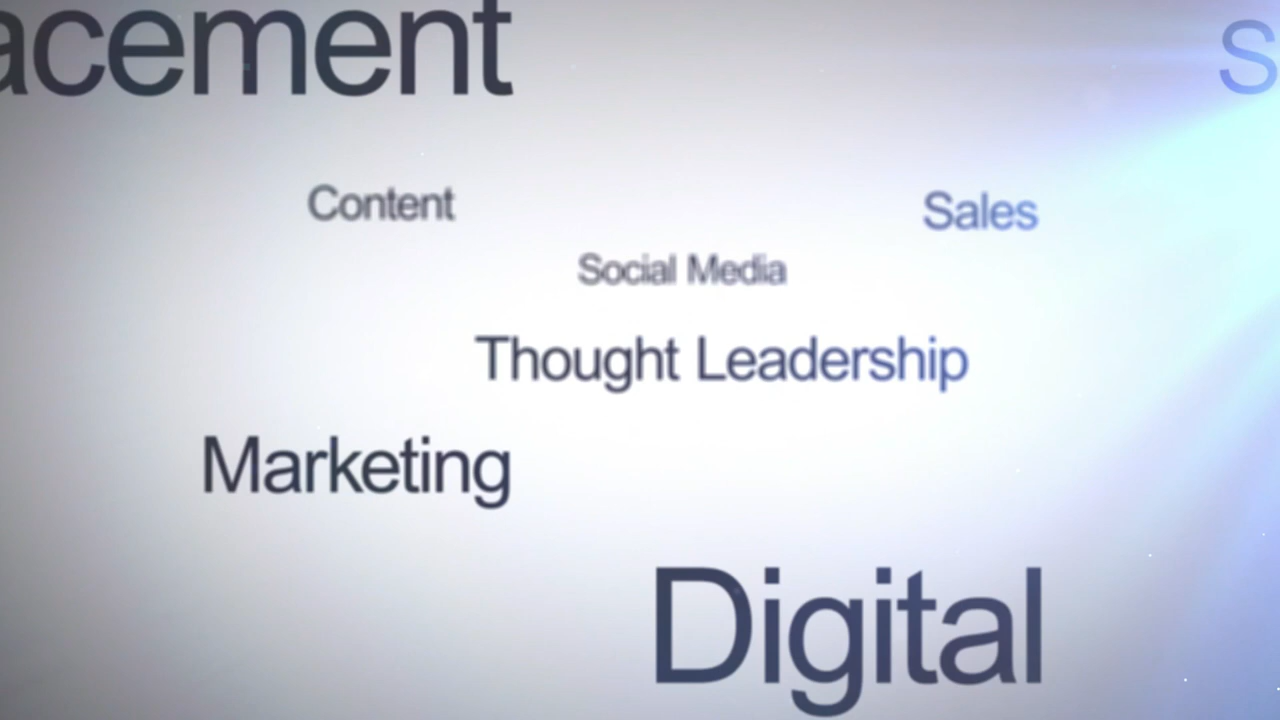 acement
S
Content
Sales
Social Media
Thought Leadership
Marketing
Digital